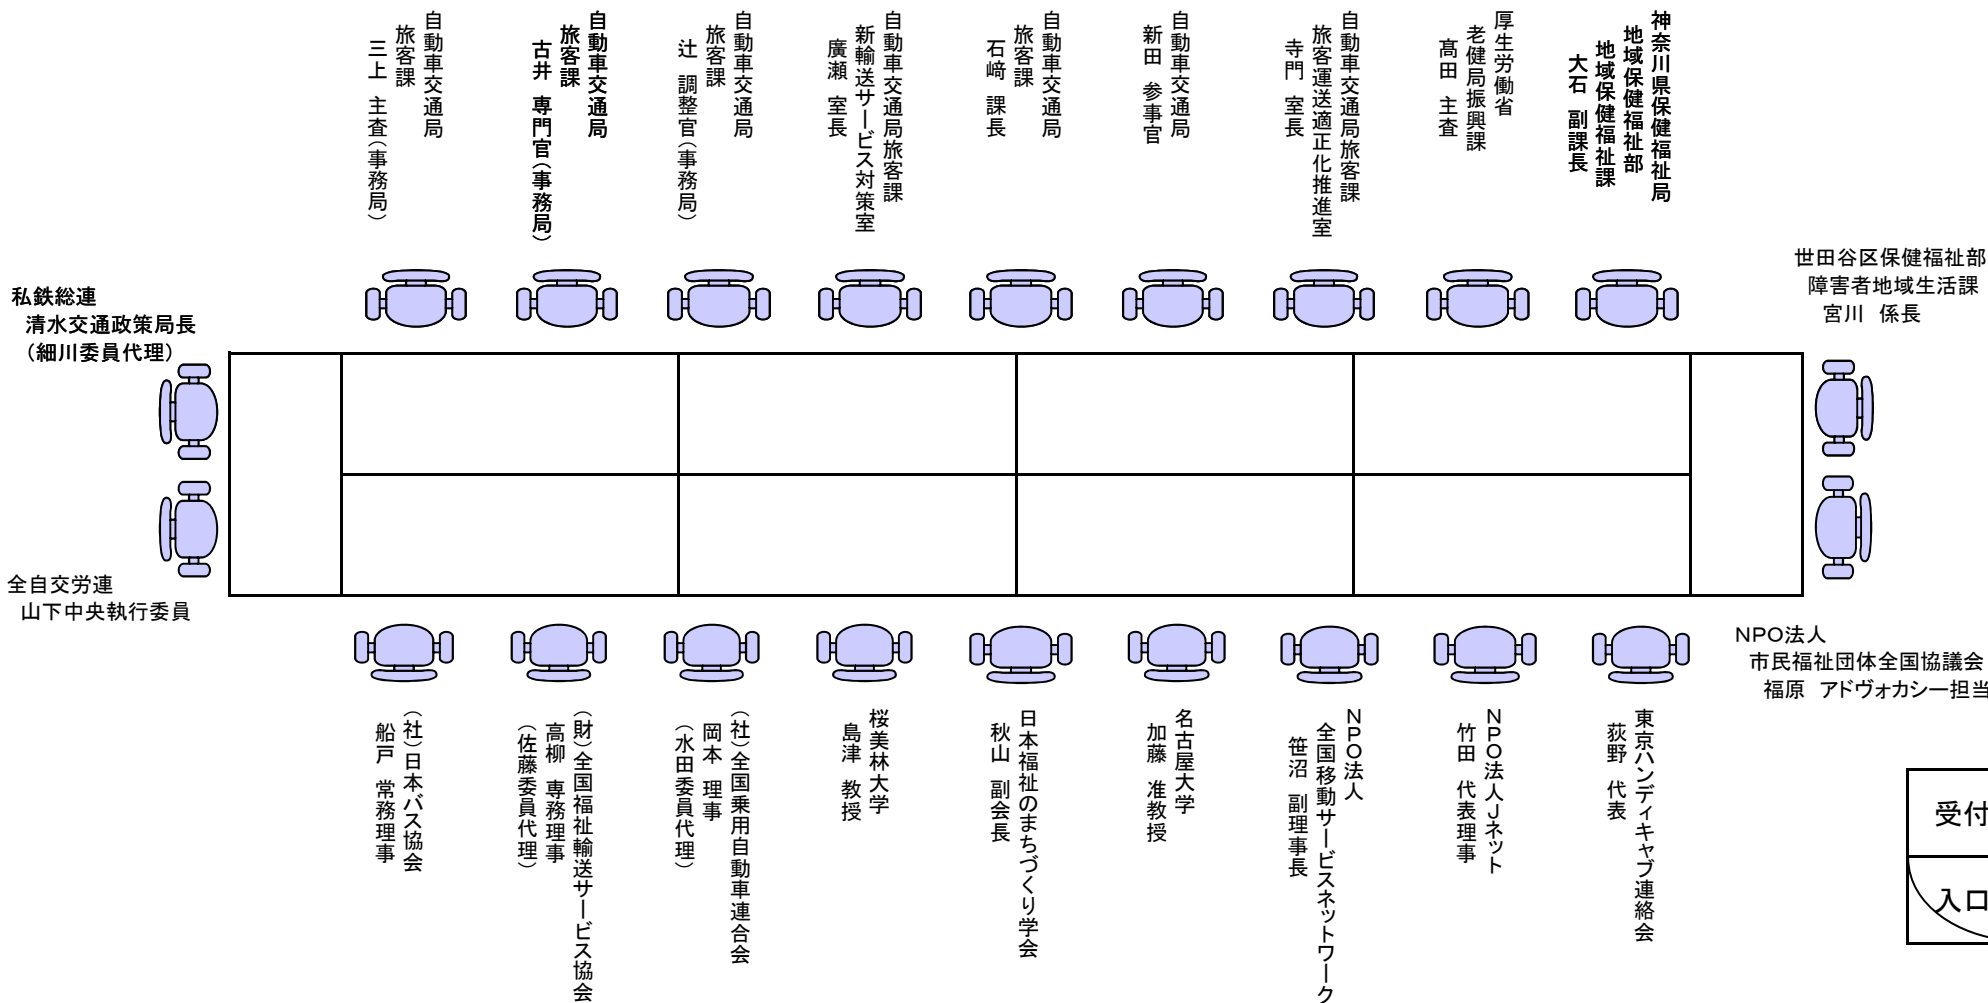 自動車交通局
旅客課
三上　主査（事務局）
自動車交通局
旅客課
古井　専門官（事務局）
自動車交通局
旅客課
辻　調整官（事務局）
自動車交通局旅客課
新輸送サービス対策室
廣瀬　室長
自動車交通局
旅客課
石﨑　課長
自動車交通局
新田　参事官
自動車交通局旅客課
旅客運送適正化推進室
寺門　室長
厚生労働省
老健局振興課
髙田　主査
神奈川県保健福祉局
地域保健福祉部
地域保健福祉課
大石　副課長
私鉄総連
清水交通政策局長
（細川委員代理）
世田谷区保健福祉部
障害者地域生活課
宮川　係長
全自交労連
山下中央執行委員
NPO法人
市民福祉団体全国協議会
福原　アドヴォカシー担当
（社）日本バス協会
船戸　常務理事
（財）全国福祉輸送サービス協会
高柳　専務理事
（佐藤委員代理）
（社）全国乗用自動車連合会
岡本　理事
（水田委員代理）
桜美林大学
島津　教授
日本福祉のまちづくり学会
秋山　副会長
名古屋大学
加藤　准教授
ＮＰＯ法人
全国移動サービスネットワーク
笹沼　副理事長
ＮＰＯ法人Ｊネット
竹田　代表理事
東京ハンディキャブ連絡会
荻野　代表
受付
入口